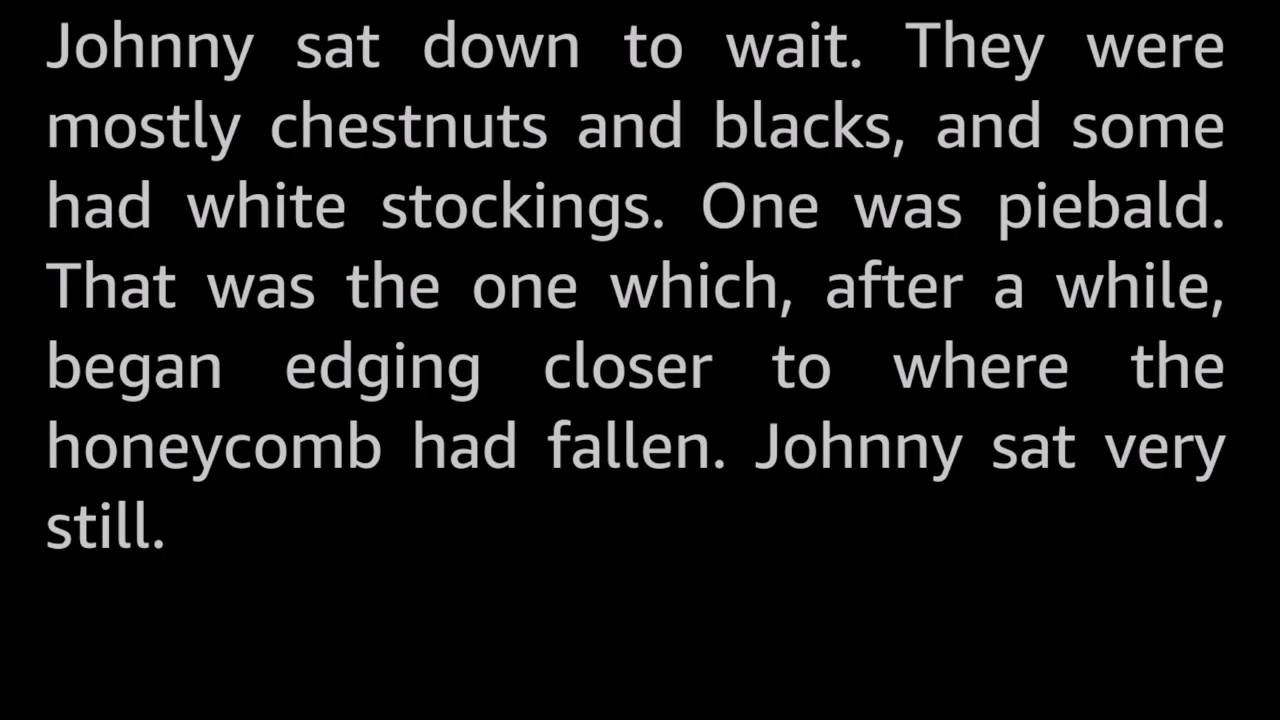 Johnny sat down to wait. They were
mostly chestnuts and blacks, and some
had white stockings. One was piebald.
That was the one which, after a while,
began edging closer to where the
honeycomb had fallen. Johnny sat very
still.